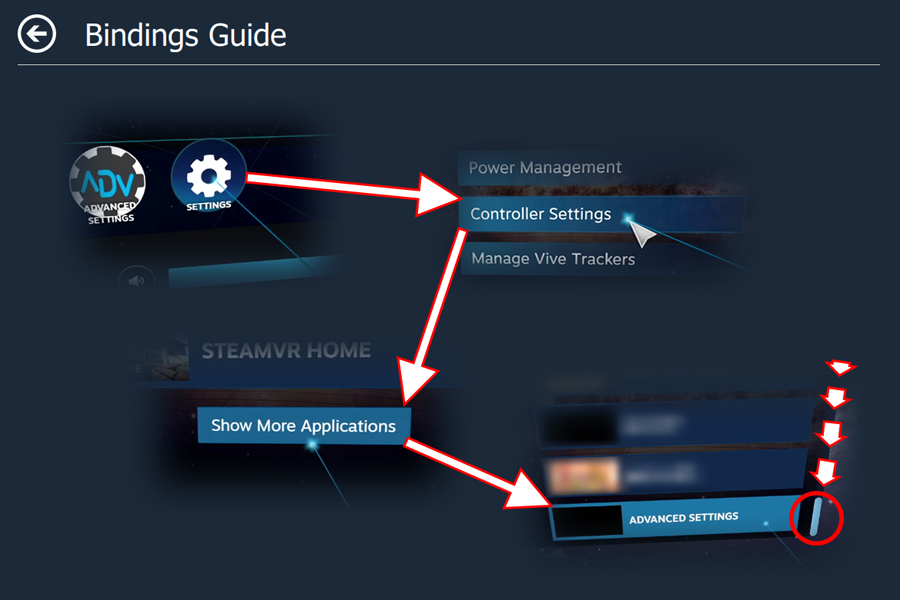 Bindings Guide
ADV
ADVANCED
SETTINGS
SETTINGS
Power Management
Controller Settings
Manage Vive Trackers
STEAMVR HOME
Show More Applications
ADVANCED SETTINGS